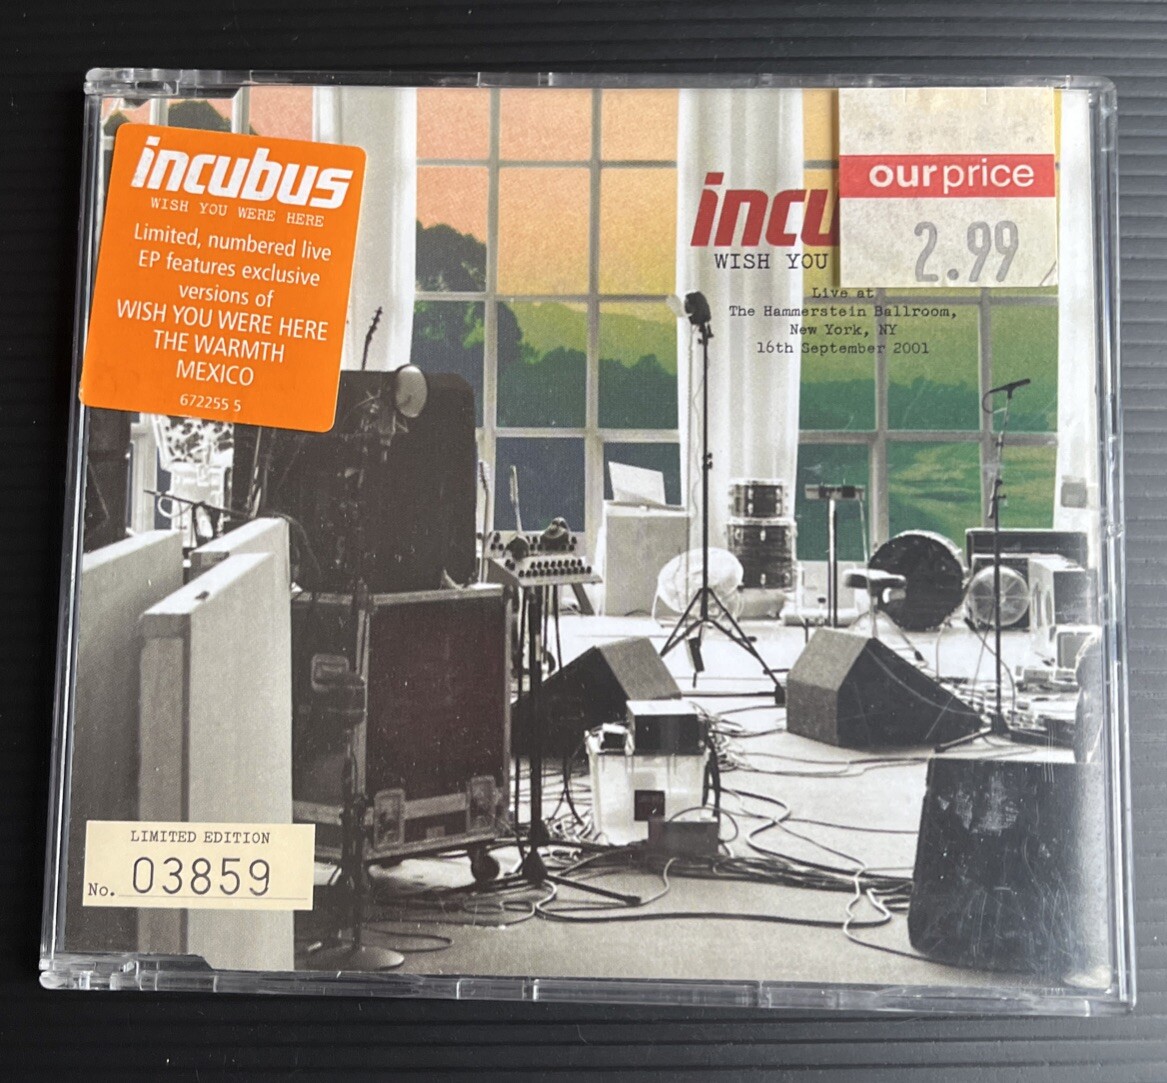 incubus
WISH YOU WERE HERE
Limited, numbered live
EP features exclusive
versions of
WISH YOU WERE HERE
THE WARMTH
MEXICO
672255 5
incu
WISH YOU
ourprice
2.99
Live at
The Hammerstein Ballroom,
New York, NY
16th September 2001
LIMITED EDITION
No. 03859